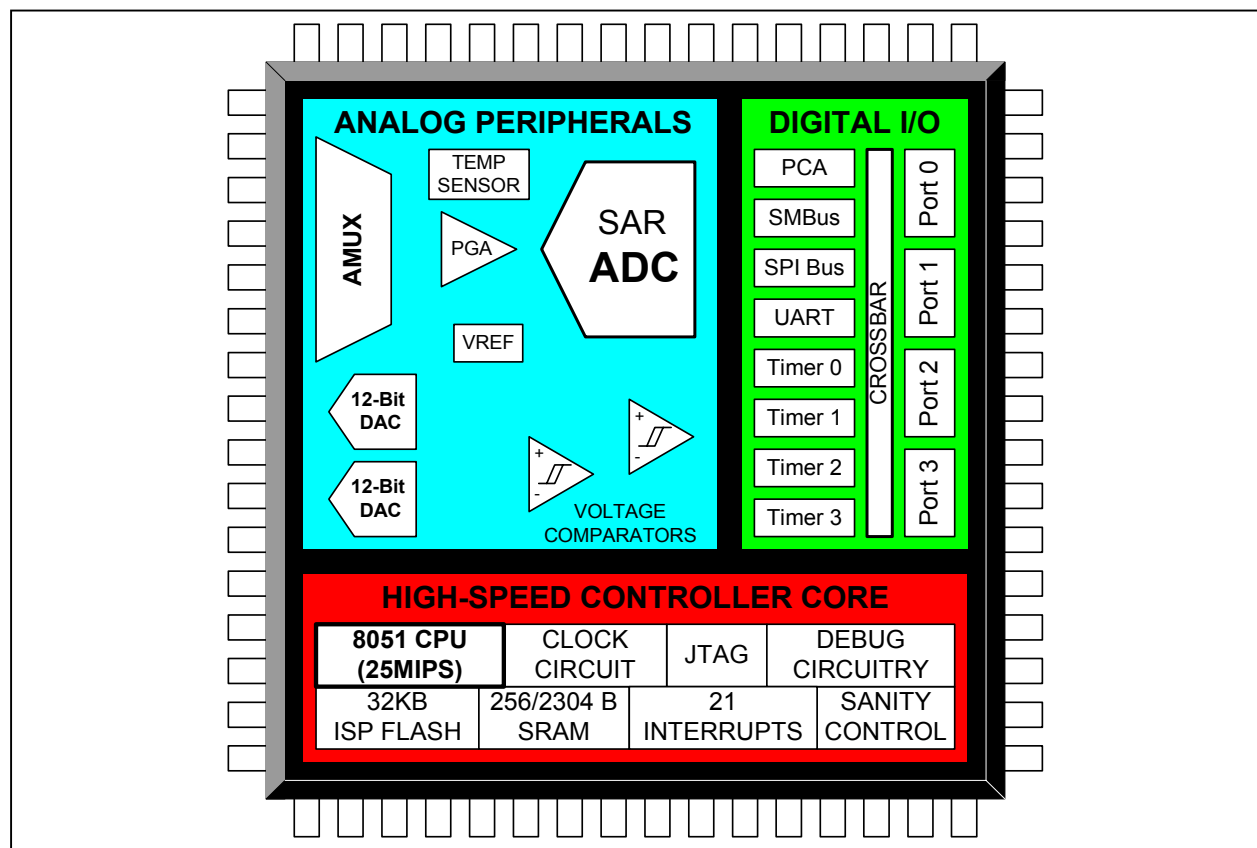 ANALOG PERIPHERALS
AMUX
TEMP
SENSOR
PGA
SAR
ADC
VREF
12-Bit
DAC
12-Bit
DAC
+
-
+
-
VOLTAGE
COMPARATORS
DIGITAL I/O
PCA
SMBus
SPI Bus
UART
Timer 0
Timer 1
Timer 2
Timer 3
CROSSBAR
Port 0
Port 1
Port 2
Port 3
HIGH-SPEED CONTROLLER CORE
8051 CPU
(25MIPS)
CLOCK
CIRCUIT
JTAG
DEBUG
CIRCUITRY
32KB
ISP FLASH
256/2304 B
SRAM
21
INTERRUPTS
SANITY
CONTROL